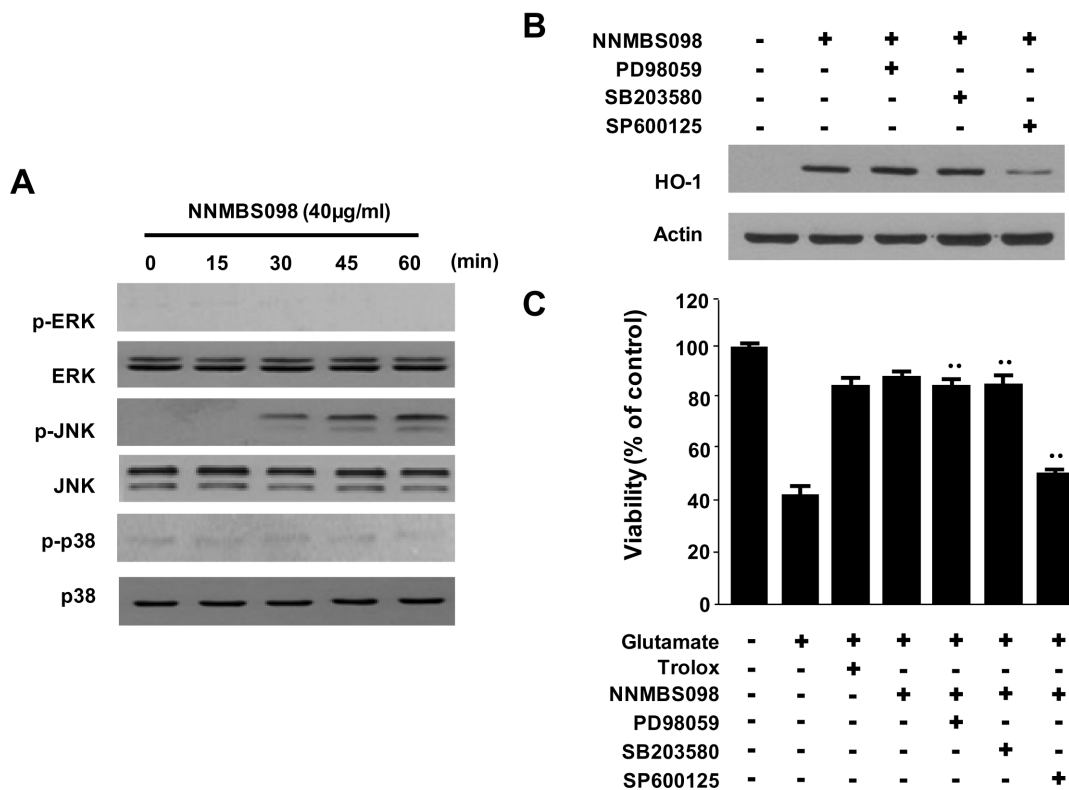 A
NNMBS098 (40µg/ml)
0 15 30 45 60 (min)
p-ERK
ERK
p-JNK
JNK
p-p38
p38
B
NNMBS098 - + + + +
PD98059 - - + - -
SB203580 - - - + -
SP600125 - - - - +
HO-1
Actin
C
Viability (% of control)
120
100
80
60
40
20
0
Glutamate - + + + + + +
Trolox - - + - - - -
NNMBS098 - - - + + + +
PD98059 - - - - + - -
SB203580 - - - - - + -
SP600125 - - - - - - +